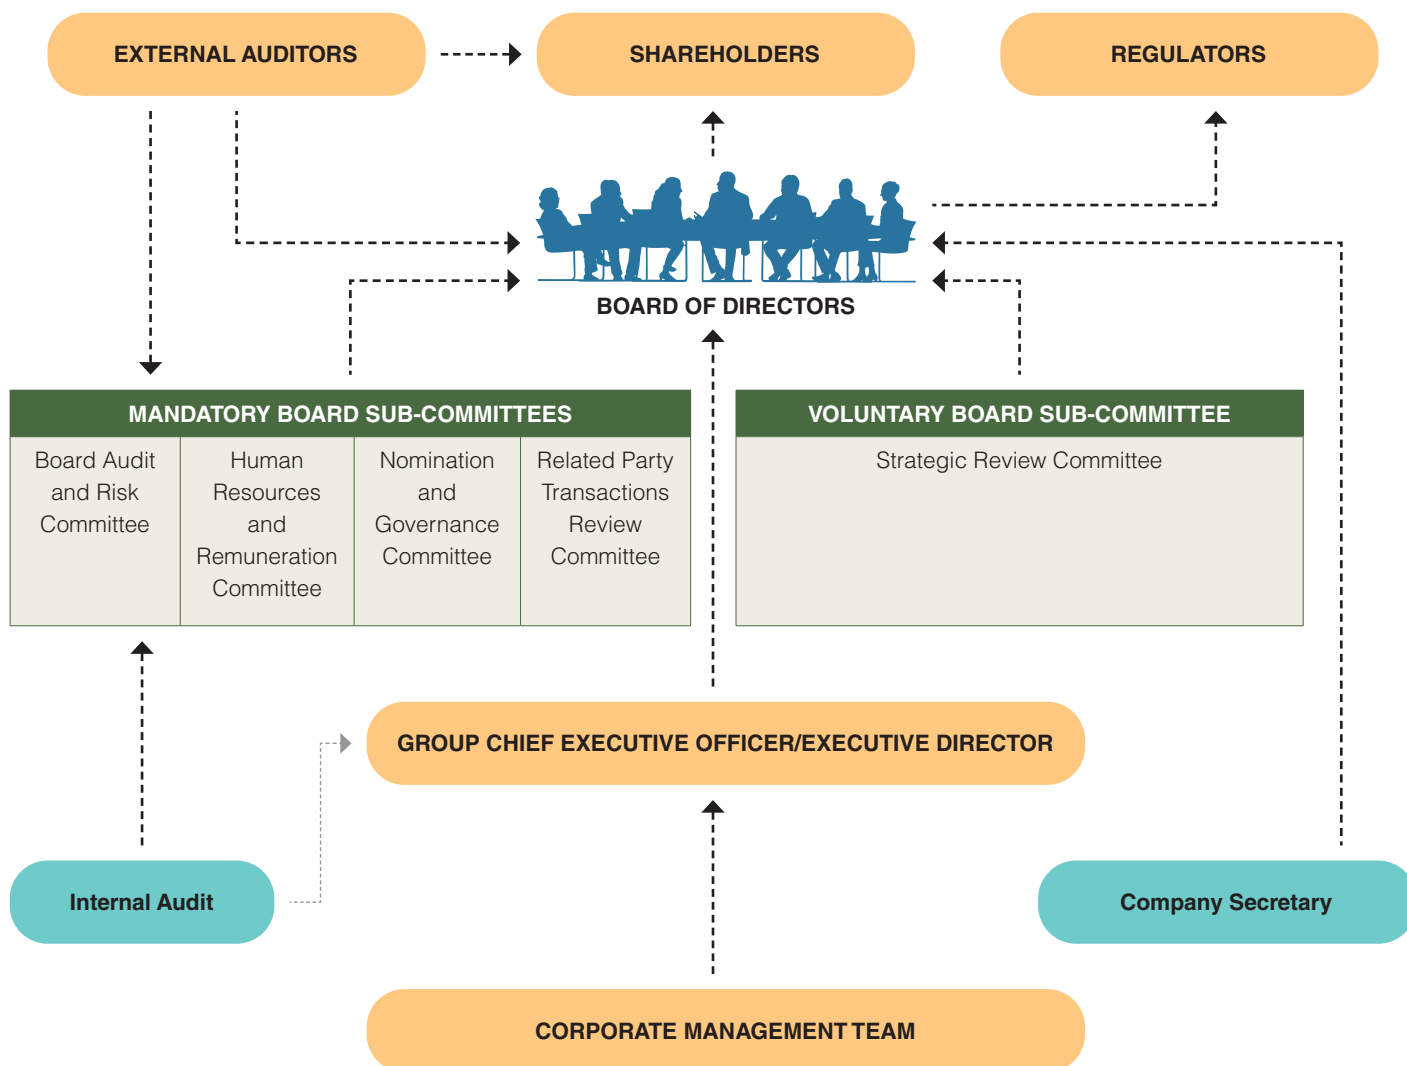 EXTERNAL AUDITORS
SHAREHOLDERS
REGULATORS
BOARD OF DIRECTORS
MANDATORY BOARD SUB-COMMITTEES
Board Audit
and Risk
Committee
Human
Resources
and
Remuneration
Committee
Nomination
and
Governance
Committee
Related Party
Transactions
Review
Committee
VOLUNTARY BOARD SUB-COMMITTEE
Strategic Review Committee
GROUP CHIEF EXECUTIVE OFFICER/EXECUTIVE DIRECTOR
Internal Audit
Company Secretary
CORPORATE MANAGEMENT TEAM